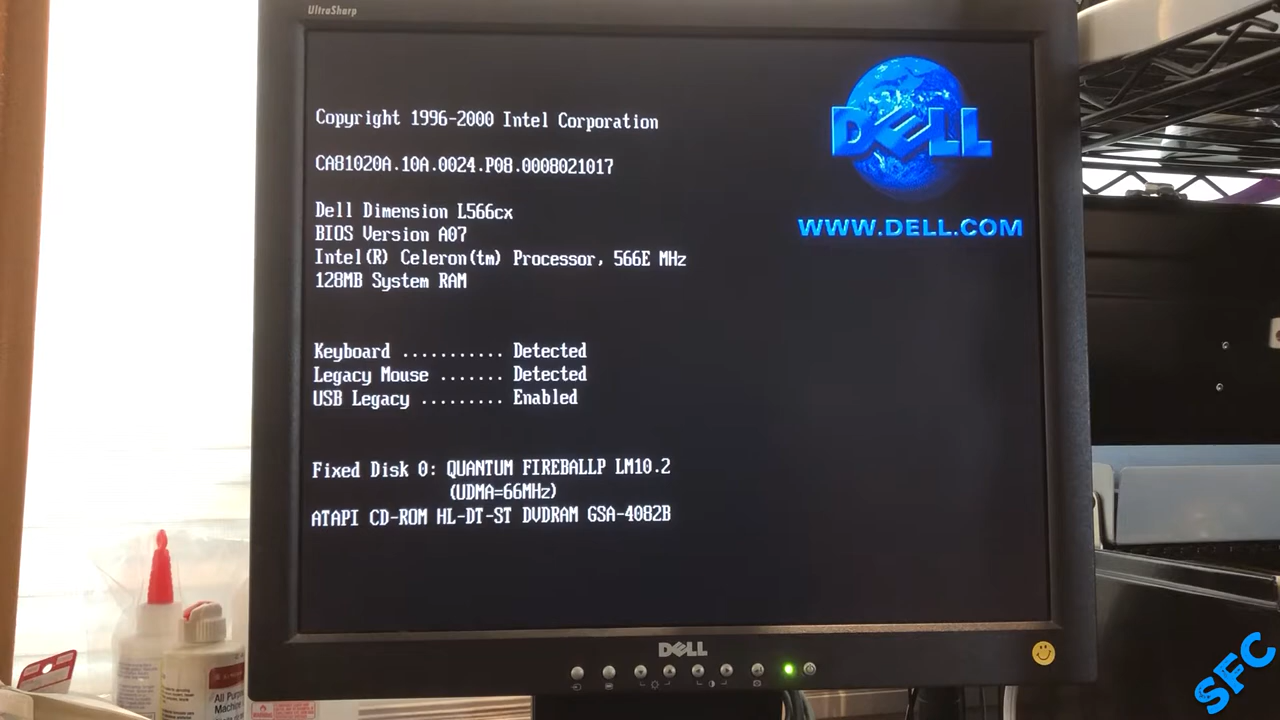 UltraSharp
DELL
WWW.DELL.COM
Copyright 1996-2000 Intel Corporation
CA81020A.10A.0024.P08.0008021017
Dell Dimension L566cx
BIOS Version A07
Intel(R) Celeron(tm) Processor, 566E MHz
128MB System RAM
Keyboard ........... Detected
Legacy Mouse ....... Detected
USB Legacy ......... Enabled
Fixed Disk 0: QUANTUM FIREBALLP LM10.2
(UDMA=66MHz)
ATAPI CD-ROM HL-DT-ST DVDRAM GSA-4082B
DELL
All Purpose
SFC